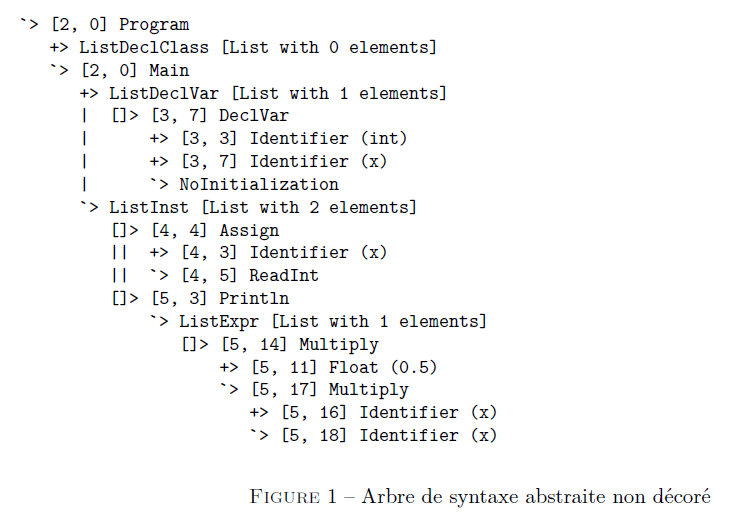 `> [2, 0] Program
   +> ListDeclClass [List with 0 elements]
   `> [2, 0] Main
      +> ListDeclVar [List with 1 elements]
      |  []> [3, 7] DeclVar
      |      +> [3, 3] Identifier (int)
      |      +> [3, 7] Identifier (x)
      |      `> NoInitialization
      `> ListInst [List with 2 elements]
         []> [4, 4] Assign
         ||  +> [4, 3] Identifier (x)
         ||  `> [4, 5] ReadInt
         []> [5, 3] Println
             `> ListExpr [List with 1 elements]
                []> [5, 14] Multiply
                    +> [5, 11] Float (0.5)
                    `> [5, 17] Multiply
                       +> [5, 16] Identifier (x)
                       `> [5, 18] Identifier (x)
FIGURE 1 – Arbre de syntaxe abstraite non décoré